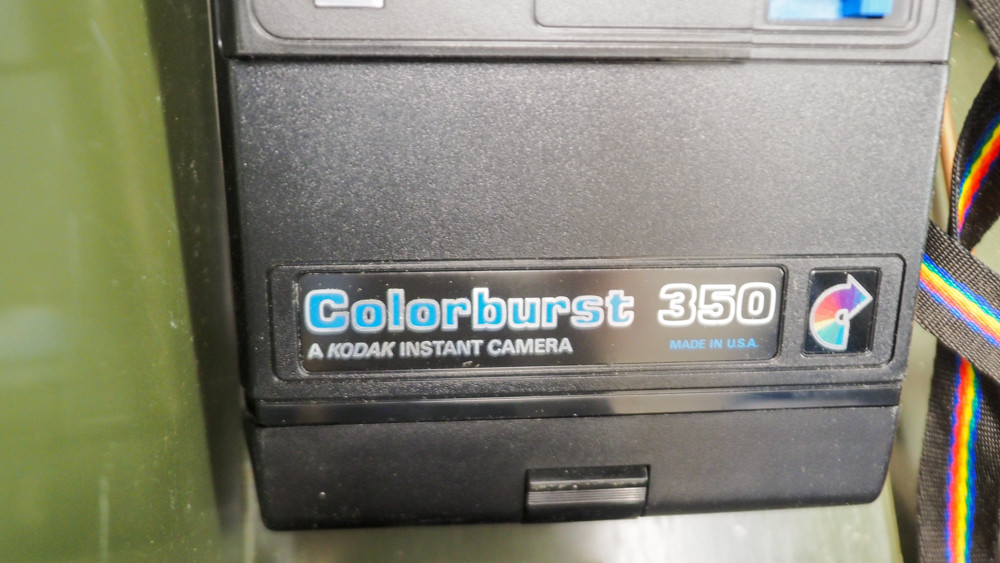 Colorburst 350
A KODAK INSTANT CAMERA MADE IN U.S.A.